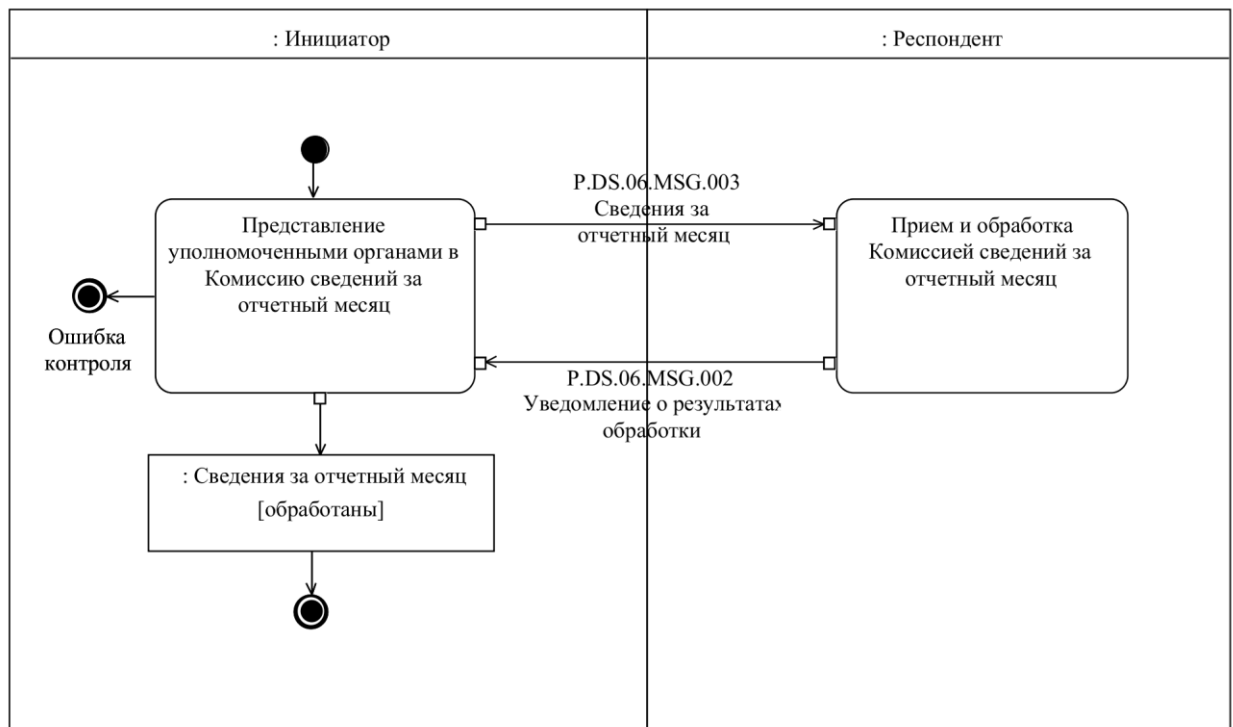 : Инициатор
: Респондент
P.DS.06.MSG.003
Сведения за
отчетный месяц
Представление
уполномоченными органами в
Комиссию сведений за
отчетный месяц
Прием и обработка
Комиссией сведений за
отчетный месяц
Ошибка
контроля
P.DS.06.MSG.002
Уведомление о результатах
обработки
: Сведения за отчетный месяц
[обработаны]